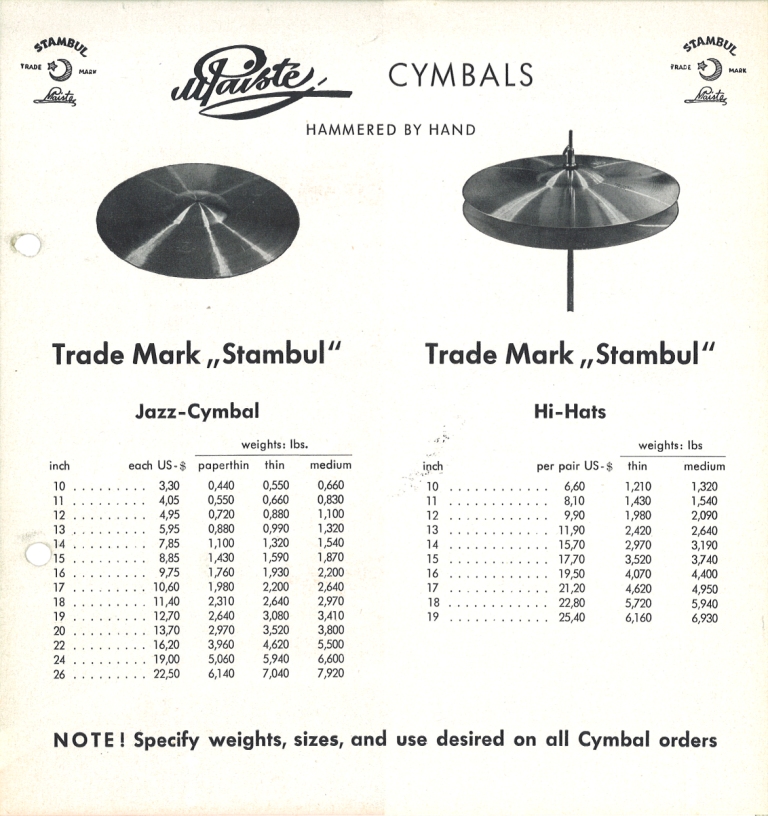 STAMBUL
TRADE MARK
Paiste
Paiste CYMBALS
STAMBUL
TRADE MARK
Paiste
HAMMERED BY HAND
Trade Mark „Stambul“
Jazz-Cymbal
weights: lbs.
inch each US-$ paperthin thin medium
10 . . . . . . . . . 3,30 0,440 0,550 0,660
11 . . . . . . . . . 4,05 0,550 0,660 0,830
12 . . . . . . . . . 4,95 0,720 0,880 1,100
13 . . . . . . . . . 5,95 0,880 0,990 1,320
14 . . . . . . . . . 7,85 1,100 1,320 1,540
15 . . . . . . . . . 8,85 1,430 1,590 1,870
16 . . . . . . . . . 9,75 1,760 1,930 2,200
17 . . . . . . . . . 10,60 1,980 2,200 2,640
18 . . . . . . . . . 11,40 2,310 2,640 2,970
19 . . . . . . . . . 12,70 2,640 3,080 3,410
20 . . . . . . . . . 13,70 2,970 3,520 3,800
22 . . . . . . . . . 16,20 3,960 4,620 5,500
24 . . . . . . . . . 19,00 5,060 5,940 6,600
26 . . . . . . . . . 22,50 6,140 7,040 7,920
Trade Mark „Stambul“
Hi-Hats
weights: lbs
inch per pair US-$ thin medium
10 . . . . . . . . . . . . 6,60 1,210 1,320
11 . . . . . . . . . . . . 8,10 1,430 1,540
12 . . . . . . . . . . . . 9,90 1,980 2,090
13 . . . . . . . . . . . . 11,90 2,420 2,640
14 . . . . . . . . . . . . 15,70 2,970 3,190
15 . . . . . . . . . . . . 17,70 3,520 3,740
16 . . . . . . . . . . . . 19,50 4,070 4,400
17 . . . . . . . . . . . . 21,20 4,620 4,950
18 . . . . . . . . . . . . 22,80 5,720 5,940
19 . . . . . . . . . . . . 25,40 6,160 6,930
NOTE! Specify weights, sizes, and use desired on all Cymbal orders